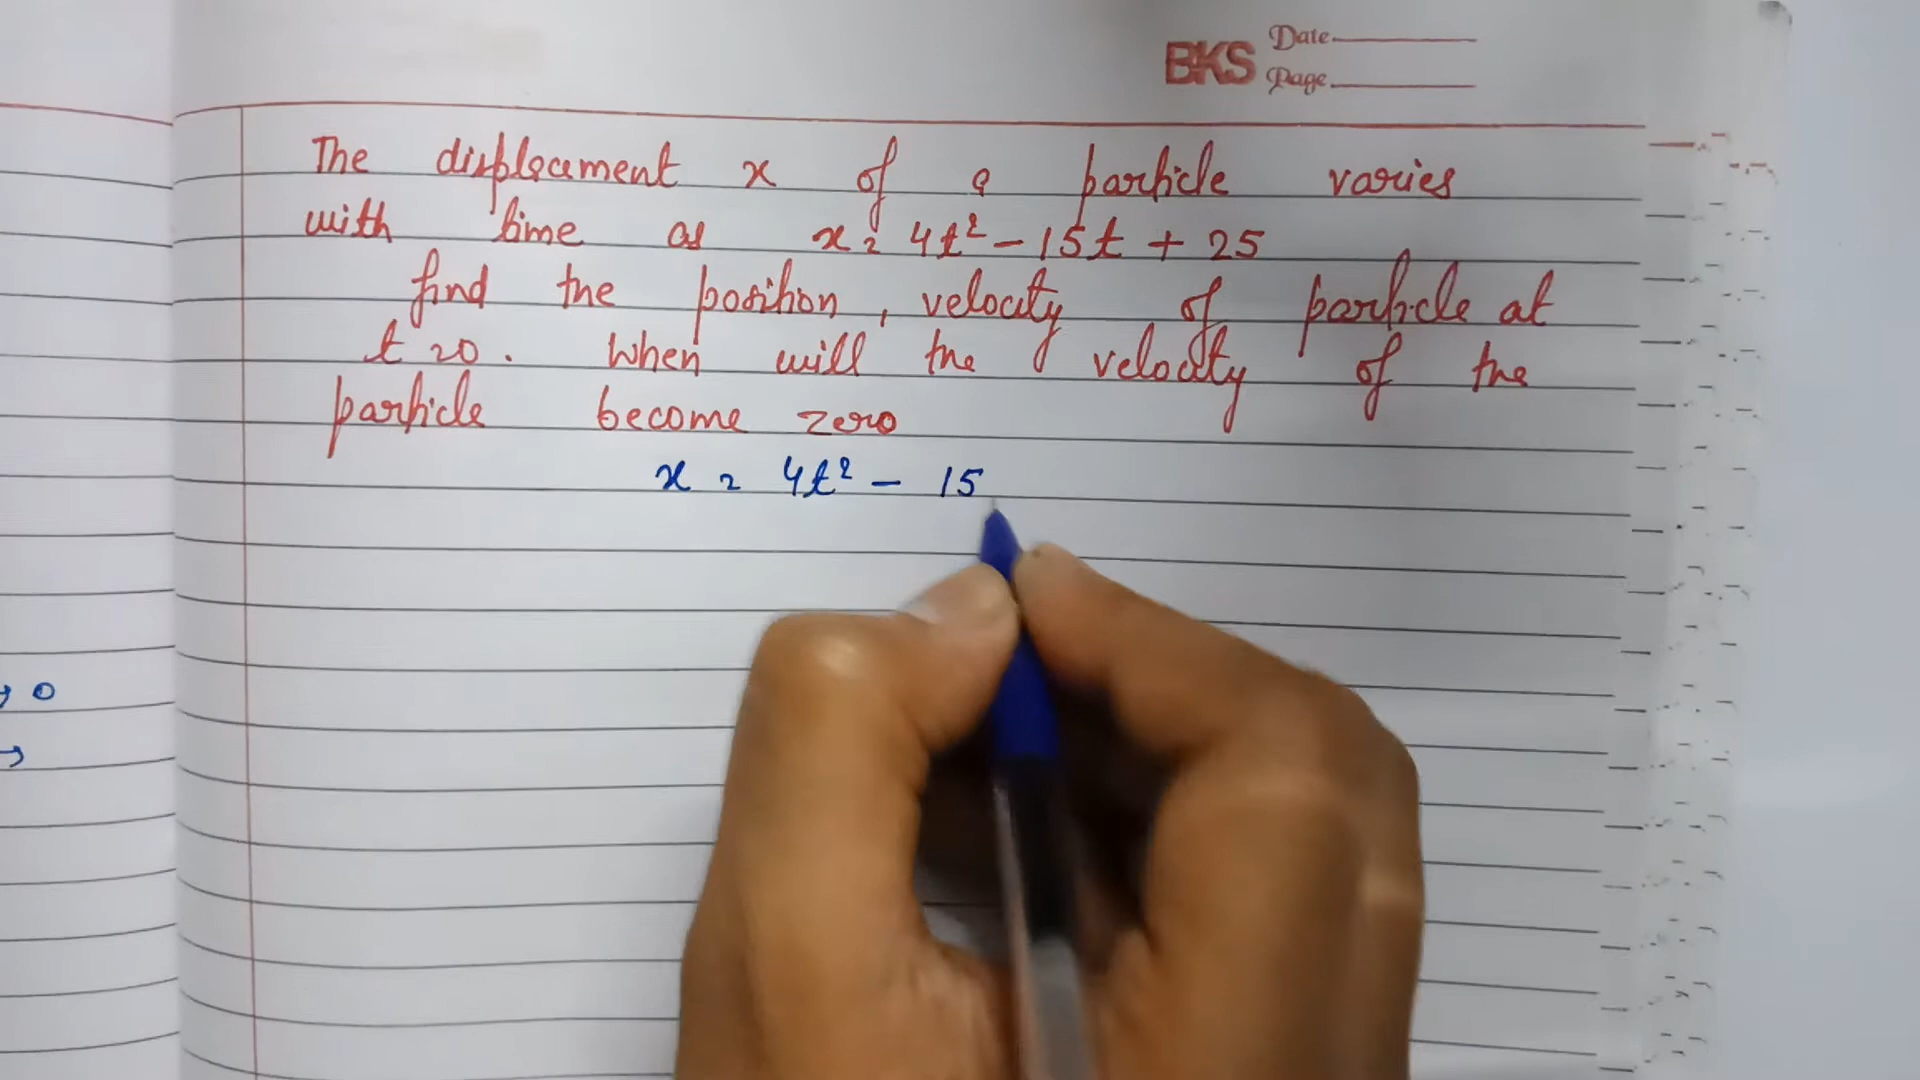 BKS Date
Page
The displacement x of a particle varies
with time as x = 4t² - 15t + 25
find the position, velocity of particle at
t = 0. When will the velocity of the
particle become zero
x = 4t² - 15
0